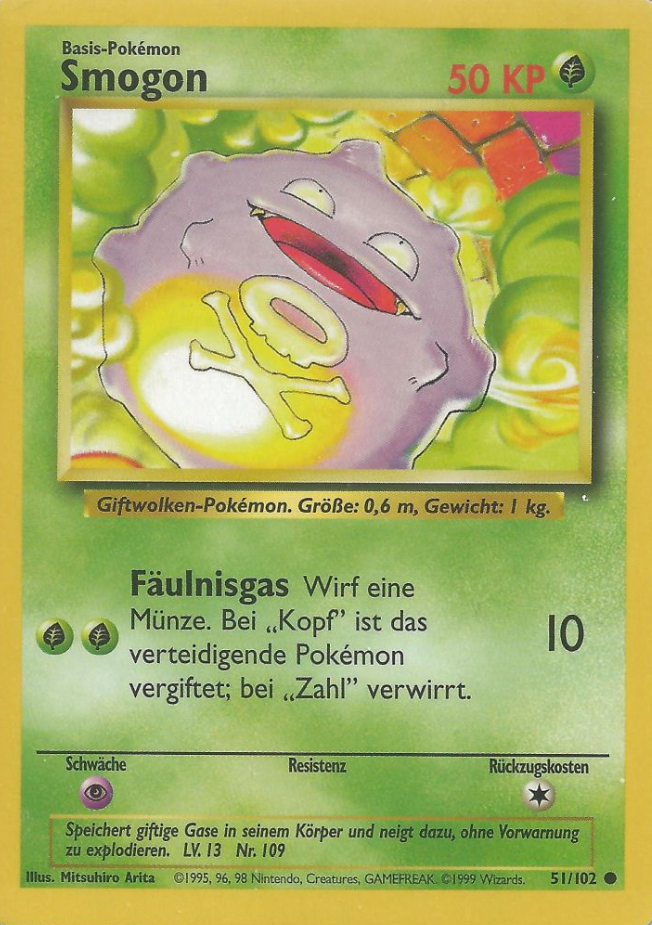 Basis-Pokémon
Smogon 50 KP
Giftwolken-Pokémon. Größe: 0,6 m, Gewicht: 1 kg.
Fäulnisgas Wirf eine
Münze. Bei „Kopf” ist das
verteidigende Pokémon
vergiftet; bei „Zahl” verwirrt.
10
Schwäche Resistenz Rückzugskosten
Speichert giftige Gase in seinem Körper und neigt dazu, ohne Vorwarnung
zu explodieren. LV. 13 Nr. 109
Illus. Mitsuhiro Arita ©1995, 96, 98 Nintendo, Creatures, GAMEFREAK. ©1999 Wizards. 51/102